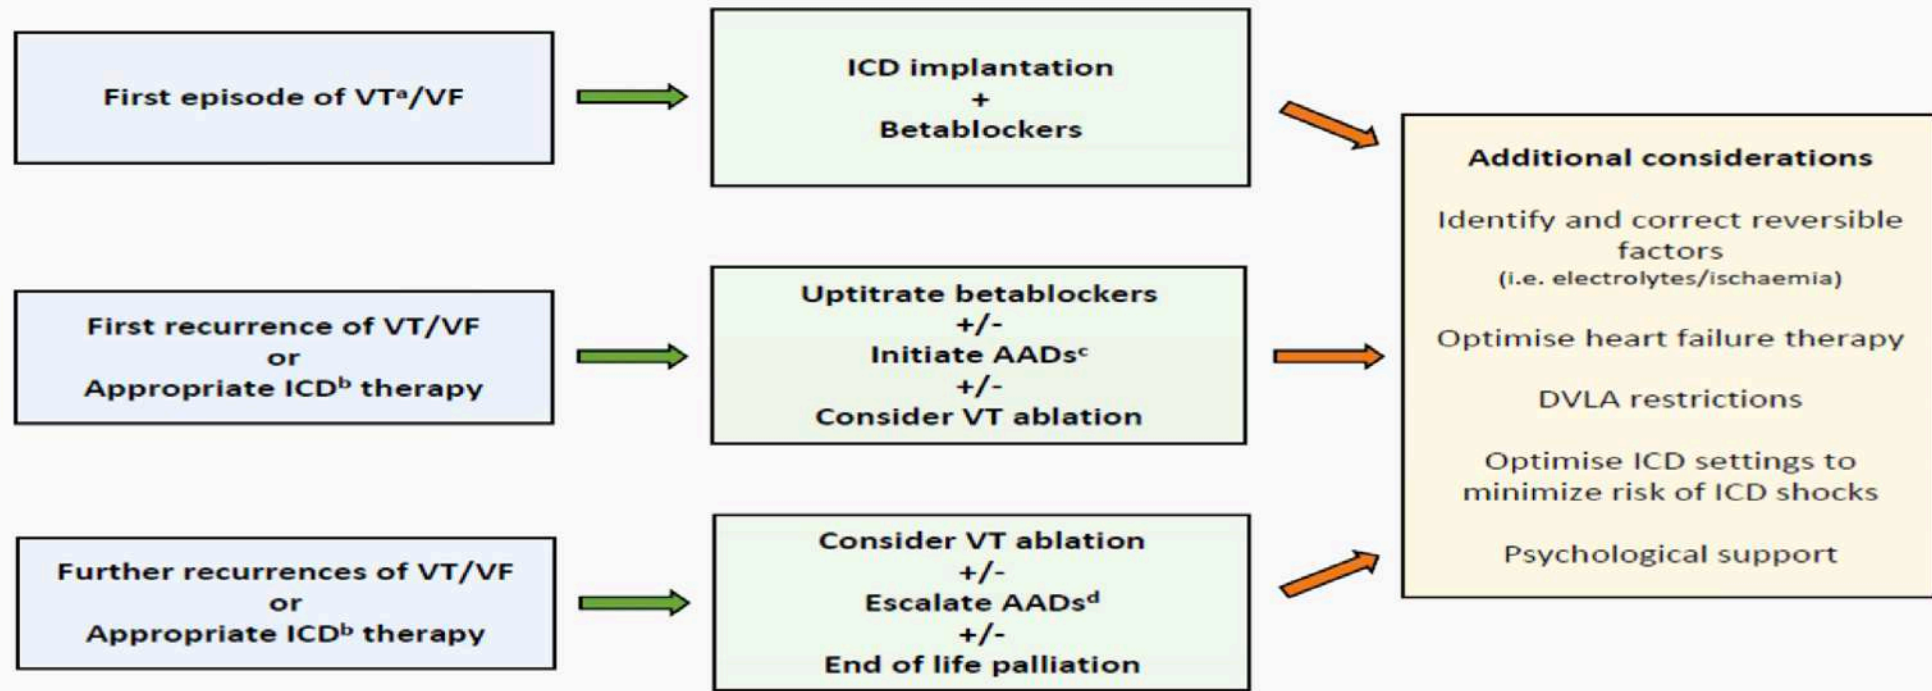 First episode of VTᵃ/VF
ICD implantation
+
Betablockers
First recurrence of VT/VF
or
Appropriate ICDᵇ therapy
Uptitrate betablockers
+/-
Initiate AADsᶜ
+/-
Consider VT ablation
Further recurrences of VT/VF
or
Appropriate ICDᵇ therapy
Consider VT ablation
+/-
Escalate AADsᵈ
+/-
End of life palliation
Additional considerations
Identify and correct reversible
factors
(i.e. electrolytes/ischaemia)
Optimise heart failure therapy
DVLA restrictions
Optimise ICD settings to
minimize risk of ICD shocks
Psychological support